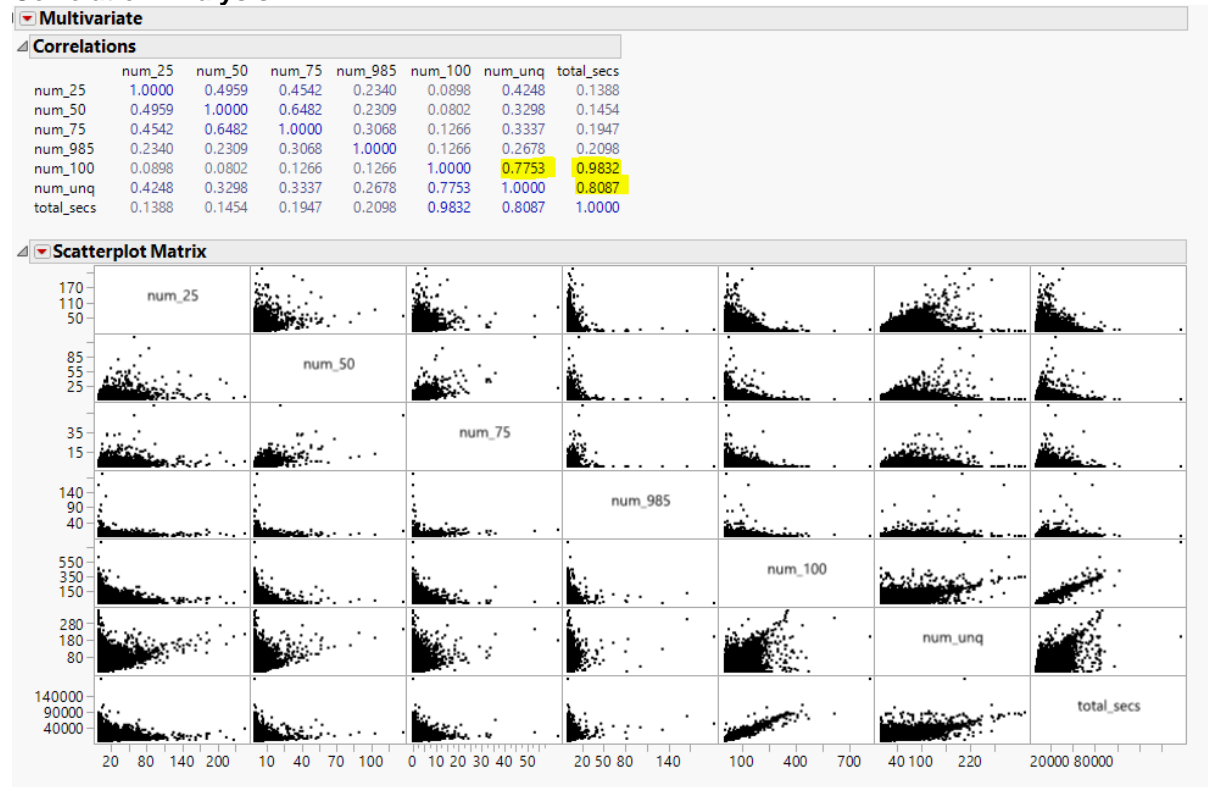 Multivariate
Correlations
num_25 num_50 num_75 num_985 num_100 num_unq total_secs
num_25 1.0000 0.4959 0.4542 0.2340 0.0898 0.4248 0.1388
num_50 0.4959 1.0000 0.6482 0.2309 0.0802 0.3298 0.1454
num_75 0.4542 0.6482 1.0000 0.3068 0.1266 0.3337 0.1947
num_985 0.2340 0.2309 0.3068 1.0000 0.1266 0.2678 0.2098
num_100 0.0898 0.0802 0.1266 0.1266 1.0000 0.7753 0.9832
num_unq 0.4248 0.3298 0.3337 0.2678 0.7753 1.0000 0.8087
total_secs 0.1388 0.1454 0.1947 0.2098 0.9832 0.8087 1.0000
Scatterplot Matrix
170
110
50
num_25
85
55
25
num_50
35
15
num_75
140
90
40
num_985
550
350
150
num_100
280
180
80
num_unq
140000
90000
40000
total_secs
20 80 140 200 10 40 70 100 0 10 20 30 40 50 20 50 80 140 100 400 700 40 100 220 20000 80000